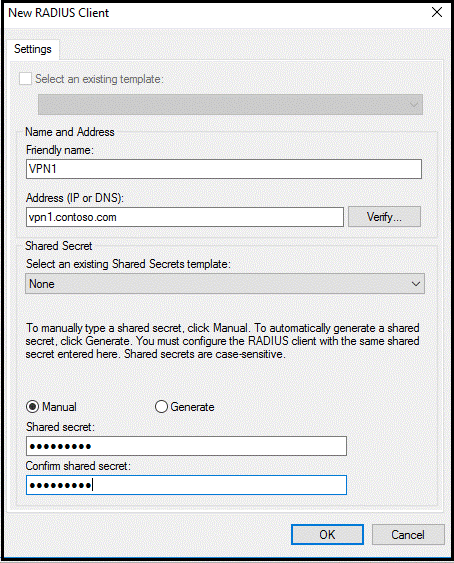 New RADIUS Client
Settings
Select an existing template:
Name and Address
Friendly name:
VPN1
Address (IP or DNS):
vpn1.contoso.com
Verify...
Shared Secret
Select an existing Shared Secrets template:
None
To manually type a shared secret, click Manual. To automatically generate a shared
secret, click Generate. You must configure the RADIUS client with the same shared
secret entered here. Shared secrets are case-sensitive.
Manual
Generate
Shared secret:
●●●●●●●●●
Confirm shared secret:
●●●●●●●●●
OK
Cancel